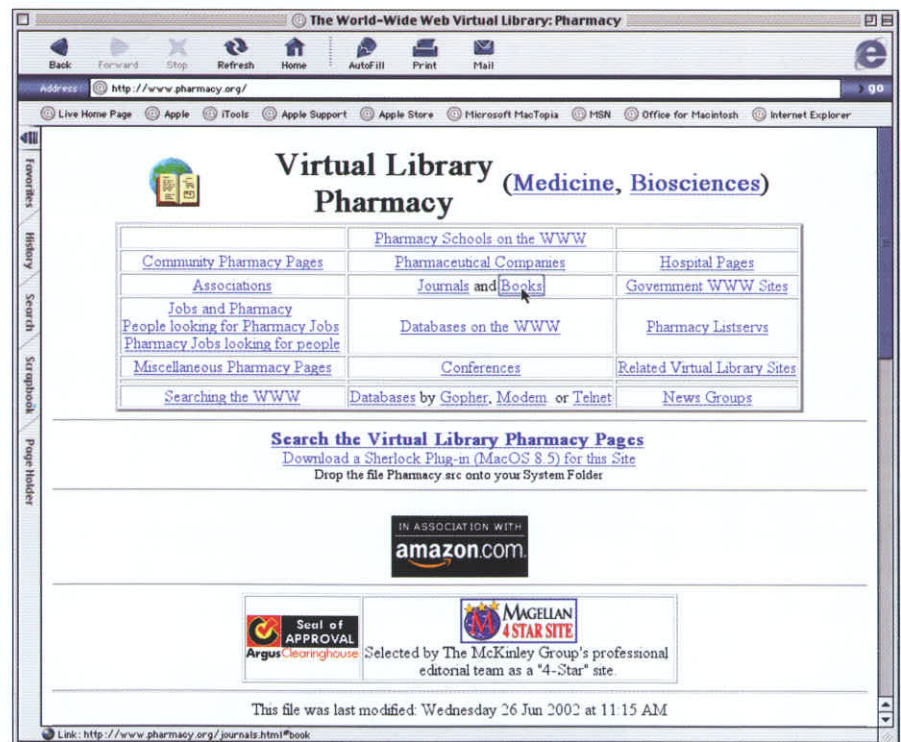 The World-Wide Web Virtual Library: Pharmacy
Back Forward Stop Refresh Home AutoFill Print Mail
Address: http://www.pharmacy.org/ go
Live Home Page Apple iTools Apple Support Apple Store Microsoft MacTopia MSN Office for Macintosh Internet Explorer
Favorites
History
Search
Scrapbook
Page Holder
Virtual Library
Pharmacy
(Medicine, Biosciences)
Pharmacy Schools on the WWW
Community Pharmacy Pages Pharmaceutical Companies Hospital Pages
Associations Journals and Books Government WWW Sites
Jobs and Pharmacy
People looking for Pharmacy Jobs
Pharmacy Jobs looking for people
Databases on the WWW Pharmacy Listservs
Miscellaneous Pharmacy Pages Conferences Related Virtual Library Sites
Searching the WWW Databases by Gopher, Modem or Telnet News Groups
Search the Virtual Library Pharmacy Pages
Download a Sherlock Plug-in (MacOS 8.5) for this Site
Drop the file Pharmacy.src onto your System Folder
IN ASSOCIATION WITH
amazon.com.
Seal of
APPROVAL
ArgusClearinghouse
MAGELLAN
4 STAR SITE
Selected by The McKinley Group's professional
editorial team as a "4-Star" site.
This file was last modified: Wednesday 26 Jun 2002 at 11:15 AM
Link: http://www.pharmacy.org/journals.html#book